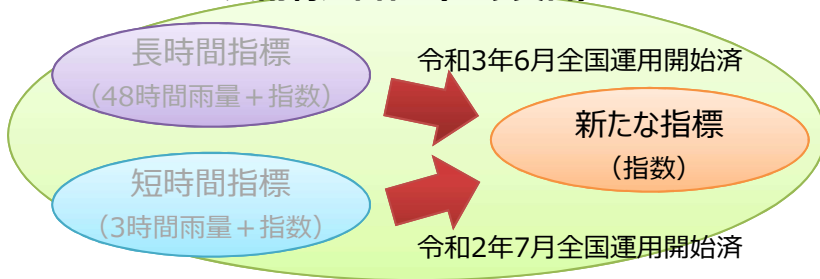 長時間指標
（48時間雨量＋指数）
令和3年6月全国運用開始済
新たな指標
（指数）
短時間指標
（3時間雨量＋指数）
令和2年7月全国運用開始済